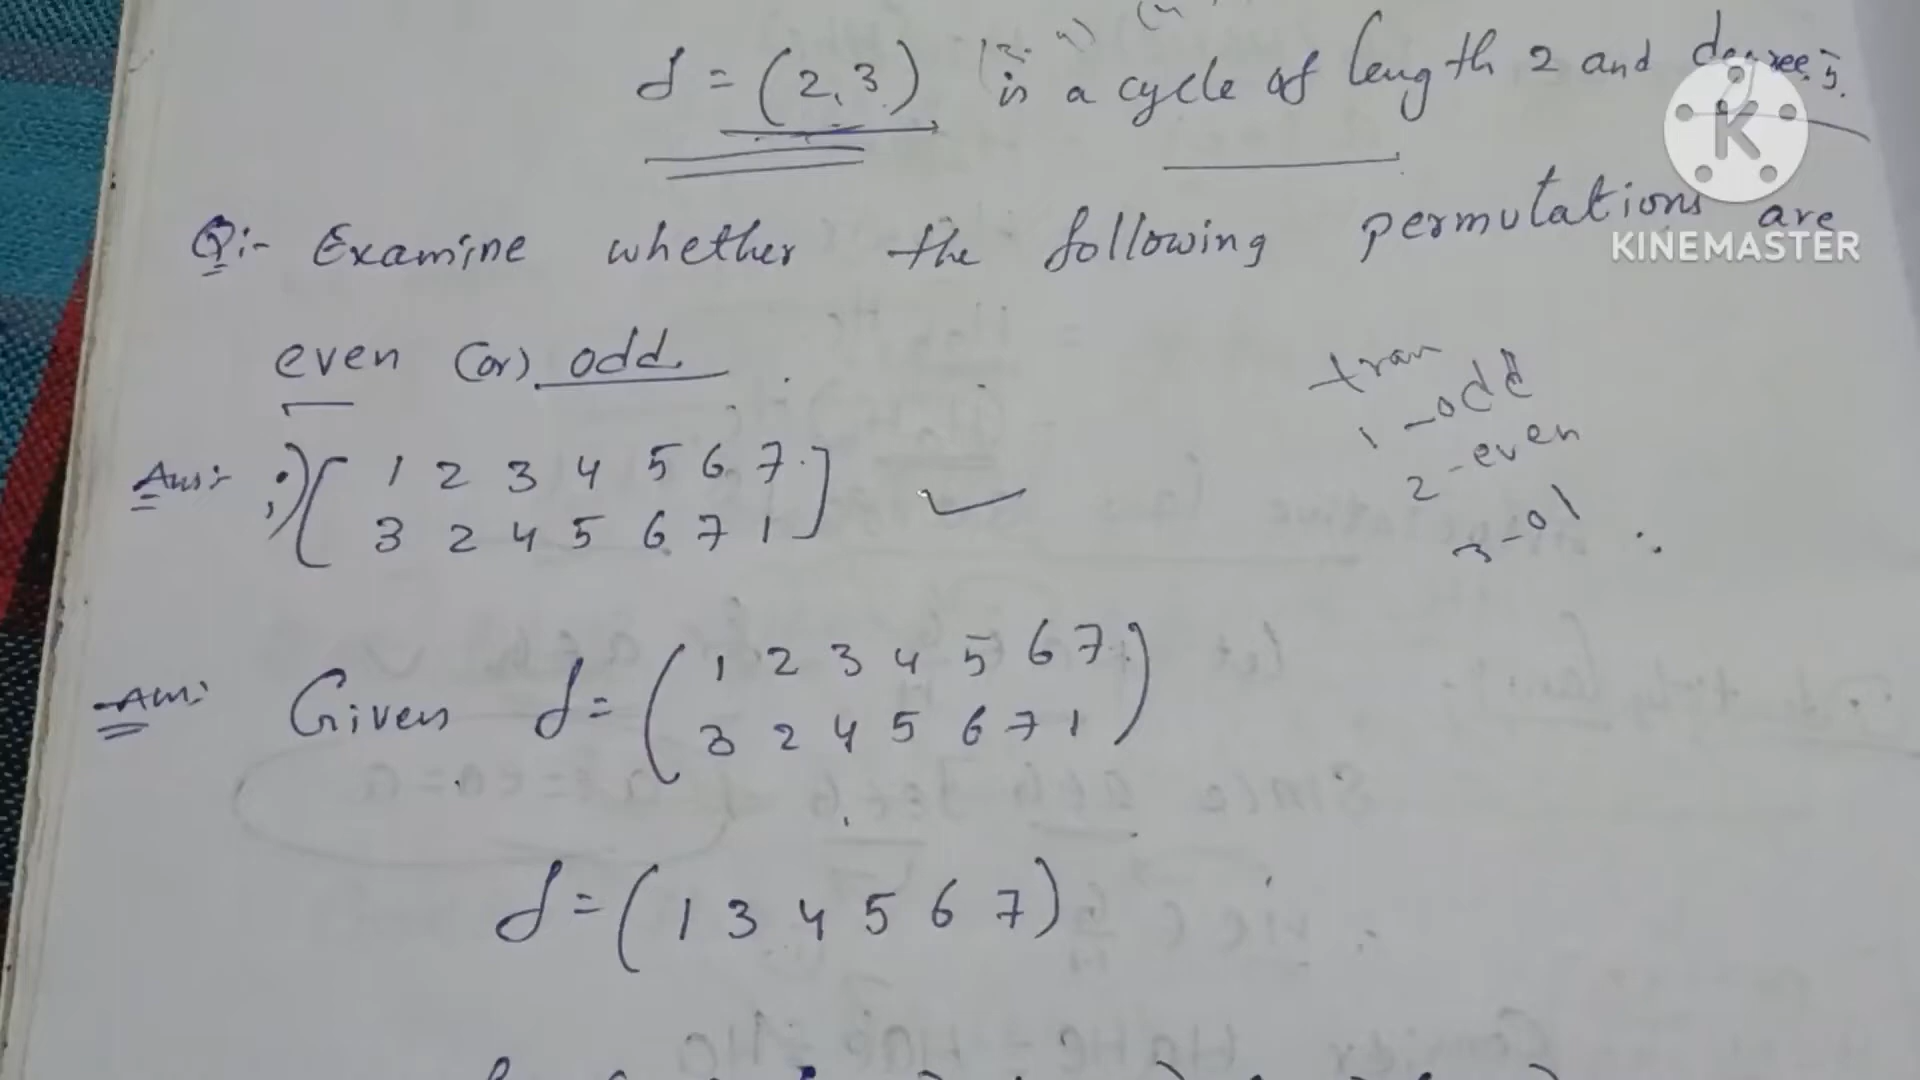 f = (2, 3) is a cycle of length 2 and degree 5.
KINEMASTER
Q:- Examine whether the following permutations are
even (or) odd.
tran
1 - odd
2 - even
Ans:- i) [ 1 2 3 4 5 6 7 ]
3 2 4 5 6 7 1
Ans: Given f = ( 1 2 3 4 5 6 7 )
3 2 4 5 6 7 1
f = ( 1 3 4 5 6 7 )